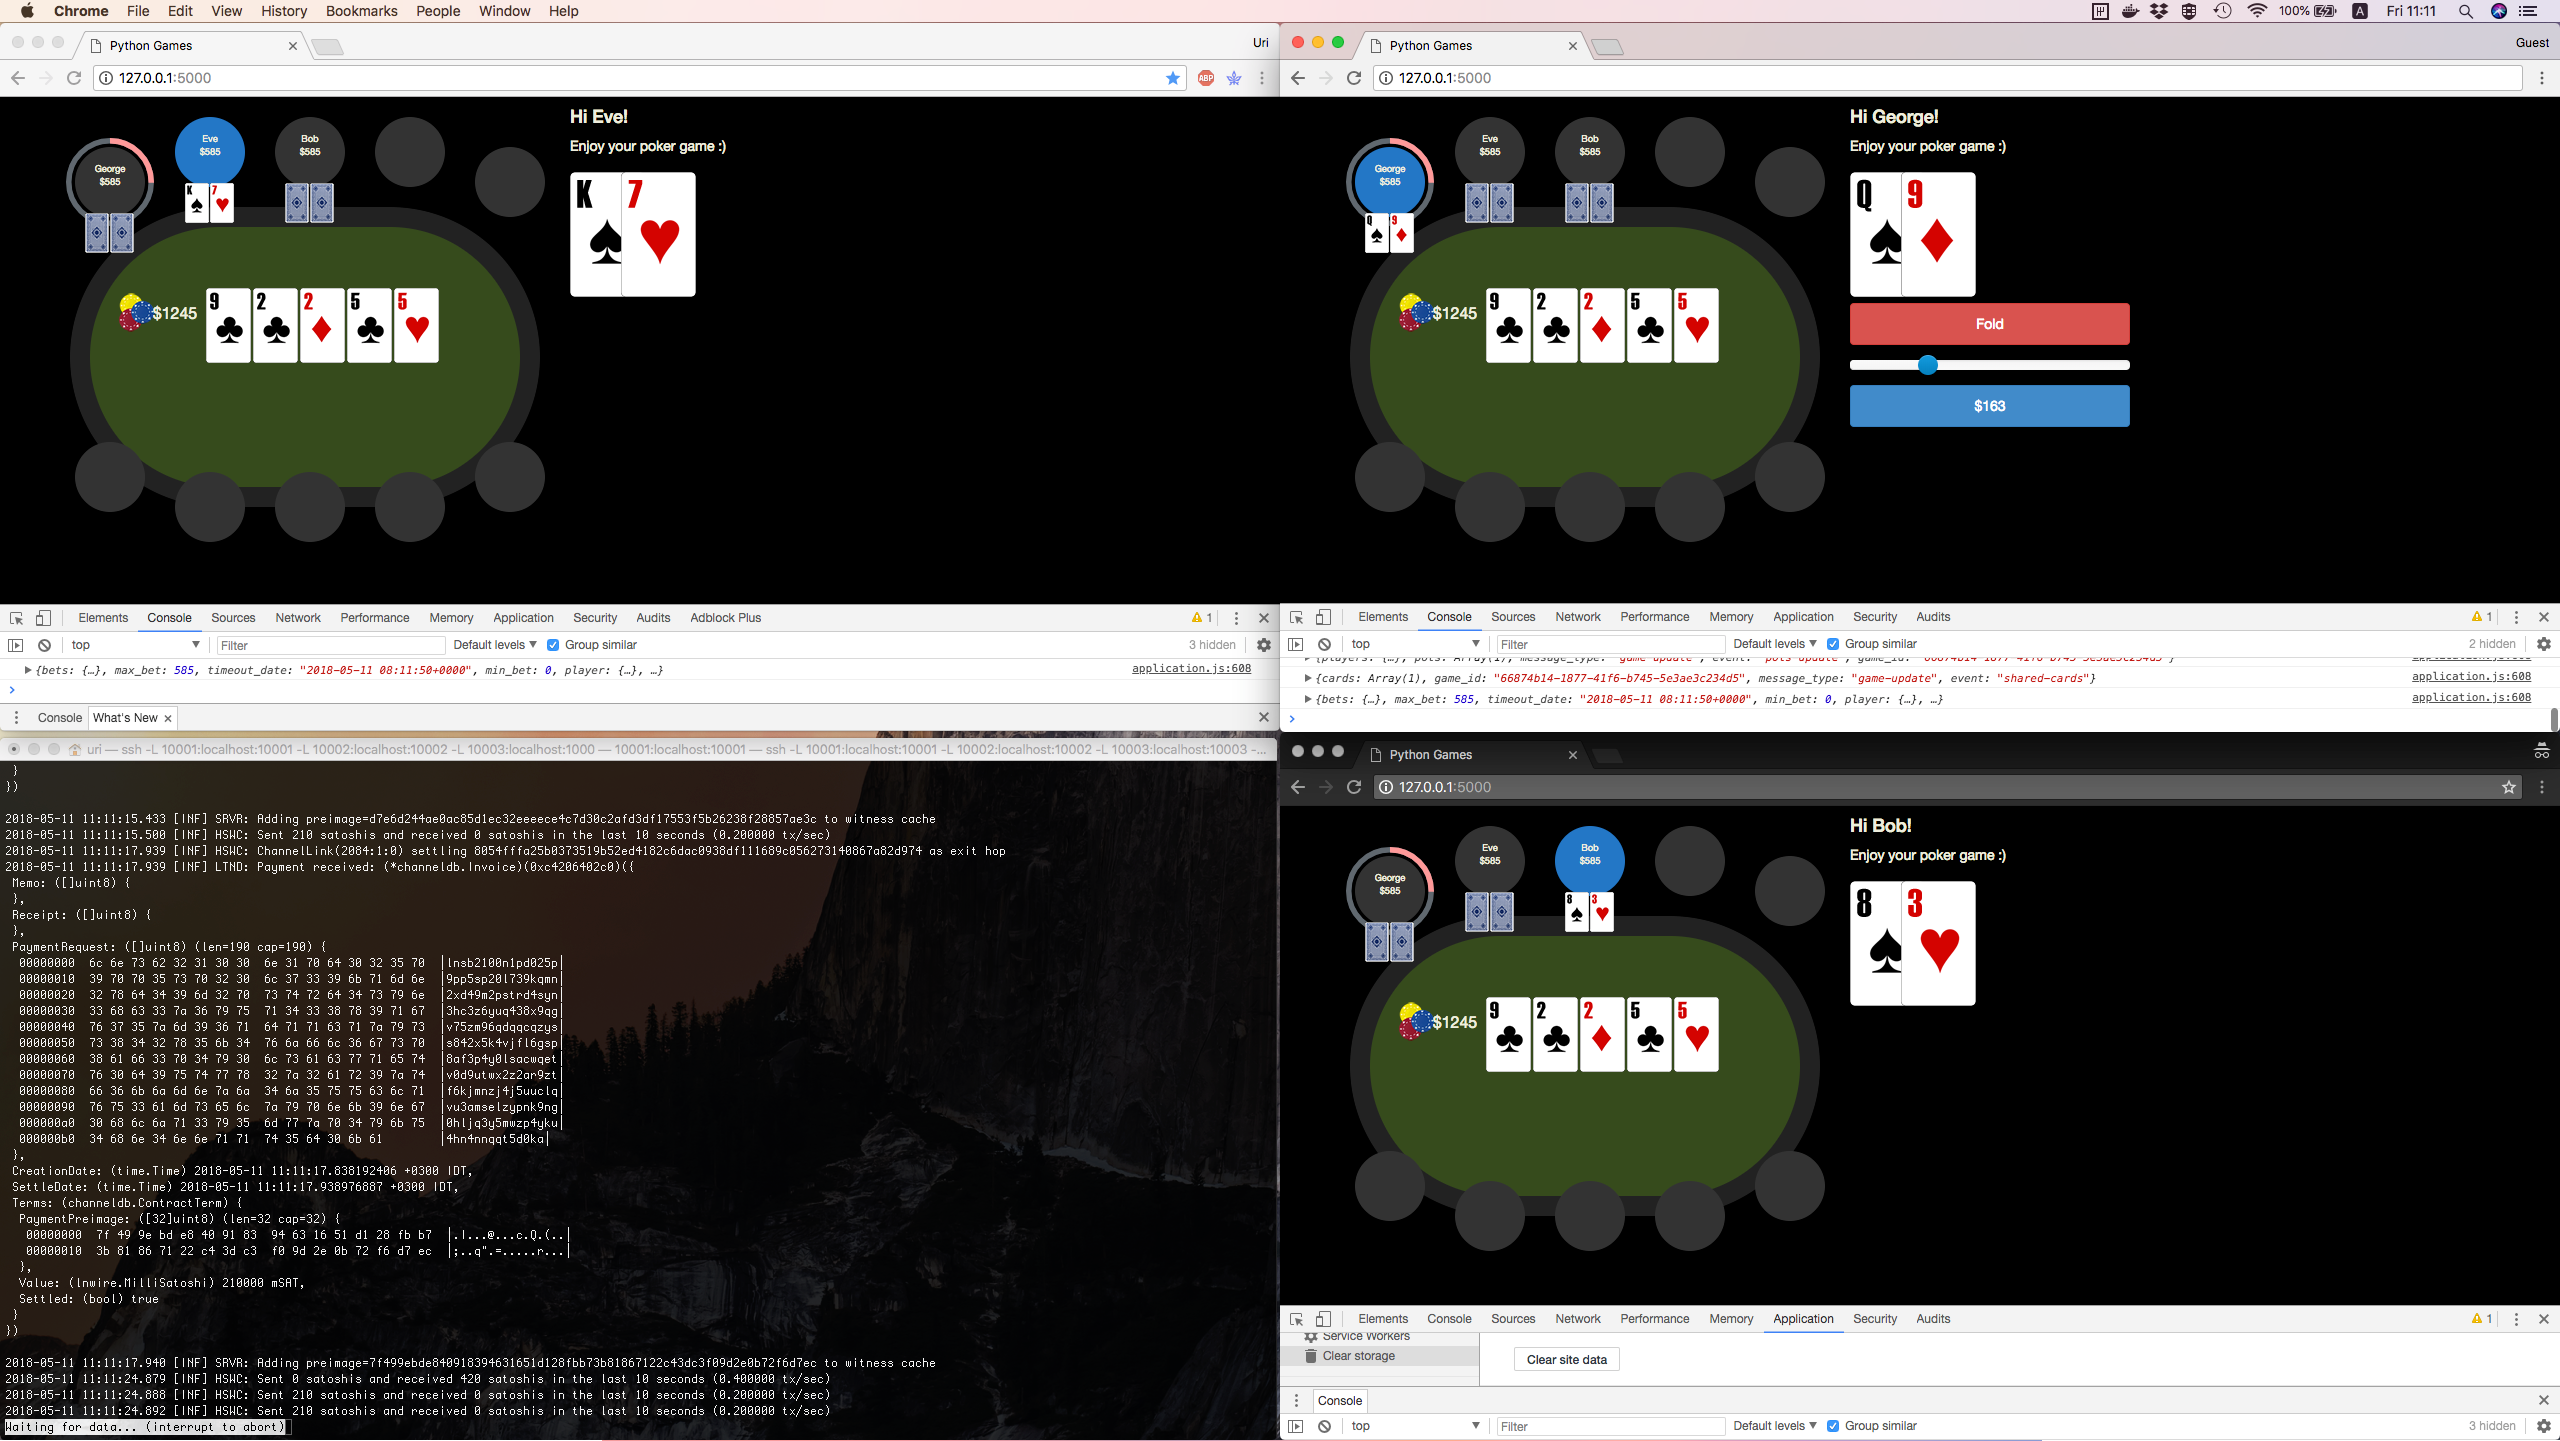 Chrome File Edit View History Bookmarks People Window Help
100% A Fri 11:11
Python Games
Uri
127.0.0.1:5000
ABP
Hi Eve!
Enjoy your poker game :)
Eve
$585
Bob
$585
George
$585
K 7
K 7
$1245
9 2 2 5 5
Elements Console Sources Network Performance Memory Application Security Audits Adblock Plus
1
top
Filter
Default levels
Group similar
3 hidden
{bets: {…}, max_bet: 585, timeout_date: "2018-05-11 08:11:50+0000", min_bet: 0, player: {…}, …}
application.js:608
Console What's New
Python Games
Guest
127.0.0.1:5000
Hi George!
Enjoy your poker game :)
Eve
$585
Bob
$585
George
$585
Q 9
Q 9
$1245
9 2 2 5 5
Fold
$163
Elements Console Sources Network Performance Memory Application Security Audits
1
top
Filter
Default levels
Group similar
2 hidden
{cards: Array(1), game_id: "66874b14-1877-41f6-b745-5e3ae3c234d5", message_type: "game-update", event: "shared-cards"}
application.js:608
{bets: {…}, max_bet: 585, timeout_date: "2018-05-11 08:11:50+0000", min_bet: 0, player: {…}, …}
application.js:608
uri — ssh -L 10001:localhost:10001 -L 10002:localhost:10002 -L 10003:localhost:1000 — 10001:localhost:10001 — ssh -L 10001:localhost:10001 -L 10002:localhost:10002 -L 10003:localhost:10003 -...
}
})
2018-05-11 11:11:15.433 [INF] SRVR: Adding preimage=d7e6d244ae0ac85d1ec32eeeece4c7d30c2afd3df17553f5b26238f28857ae3c to witness cache
2018-05-11 11:11:15.500 [INF] HSWC: Sent 210 satoshis and received 0 satoshis in the last 10 seconds (0.200000 tx/sec)
2018-05-11 11:11:17.939 [INF] HSWC: ChannelLink(2084:1:0) settling 8054fffa25b0373519b52ed4182c6dac0938df111689c056273140867a82d974 as exit hop
2018-05-11 11:11:17.939 [INF] LTND: Payment received: (*channeldb.Invoice)(0xc4206402c0)({
Memo: ([]uint8) {
},
Receipt: ([]uint8) {
},
PaymentRequest: ([]uint8) (len=190 cap=190) {
00000000 6c 6e 73 62 32 31 30 30 6e 31 70 64 30 32 35 70 |lnsb2100n1pd025p|
00000010 39 70 70 35 73 70 32 30 6c 37 33 39 6b 71 6d 6e |9pp5sp20l739kqmn|
00000020 32 78 64 34 39 6d 32 70 73 74 72 64 34 73 79 6e |2xd49m2pstrd4syn|
00000030 33 68 63 33 7a 36 79 75 71 34 33 38 78 39 71 67 |3hc3z6yuq438x9qg|
00000040 76 37 35 7a 6d 39 36 71 64 71 71 63 71 7a 79 73 |v75zm96qdqqcqzys|
00000050 73 38 34 32 78 35 6b 34 76 6a 66 6c 36 67 73 70 |s842x5k4vjfl6gsp|
00000060 38 61 66 33 70 34 79 30 6c 73 61 63 77 71 65 74 |8af3p4y0lsacwqet|
00000070 76 30 64 39 75 74 77 78 32 7a 32 61 72 39 7a 74 |v0d9utwx2z2ar9zt|
00000080 66 36 6b 6a 6d 6e 7a 6a 34 6a 35 75 75 63 6c 71 |f6kjmnzj4j5uuclq|
00000090 76 75 33 61 6d 73 65 6c 7a 79 70 6e 6b 39 6e 67 |vu3amselzypnk9ng|
000000a0 30 68 6c 6a 71 33 79 35 6d 77 7a 70 34 79 6b 75 |0hljq3y5mwzp4yku|
000000b0 34 68 6e 34 6e 6e 71 71 74 35 64 30 6b 61 |4hn4nnqqt5d0ka|
},
CreationDate: (time.Time) 2018-05-11 11:11:17.838192406 +0300 IDT,
SettleDate: (time.Time) 2018-05-11 11:11:17.938976887 +0300 IDT,
Terms: (channeldb.ContractTerm) {
PaymentPreimage: ([32]uint8) (len=32 cap=32) {
00000000 7f 49 9e bd e8 40 91 83 94 63 16 51 d1 28 fb b7 |.I...@...c.Q.(..|
00000010 3b 81 86 71 22 c4 3d c3 f0 9d 2e 0b 72 f6 d7 ec |;..q".=.....r...|
},
Value: (lnwire.MilliSatoshi) 210000 mSAT,
Settled: (bool) true
}
})
2018-05-11 11:11:17.940 [INF] SRVR: Adding preimage=7f499ebde840918394631651d128fbb73b81867122c43dc3f09d2e0b72f6d7ec to witness cache
2018-05-11 11:11:24.879 [INF] HSWC: Sent 0 satoshis and received 420 satoshis in the last 10 seconds (0.400000 tx/sec)
2018-05-11 11:11:24.888 [INF] HSWC: Sent 210 satoshis and received 0 satoshis in the last 10 seconds (0.200000 tx/sec)
2018-05-11 11:11:24.892 [INF] HSWC: Sent 210 satoshis and received 0 satoshis in the last 10 seconds (0.200000 tx/sec)
Waiting for data... (interrupt to abort)
Python Games
127.0.0.1:5000
Hi Bob!
Enjoy your poker game :)
Eve
$585
Bob
$585
George
$585
8 3
8 3
$1245
9 2 2 5 5
Elements Console Sources Network Performance Memory Application Security Audits
1
Service Workers
Clear storage
Clear site data
Console
top
Filter
Default levels
Group similar
3 hidden